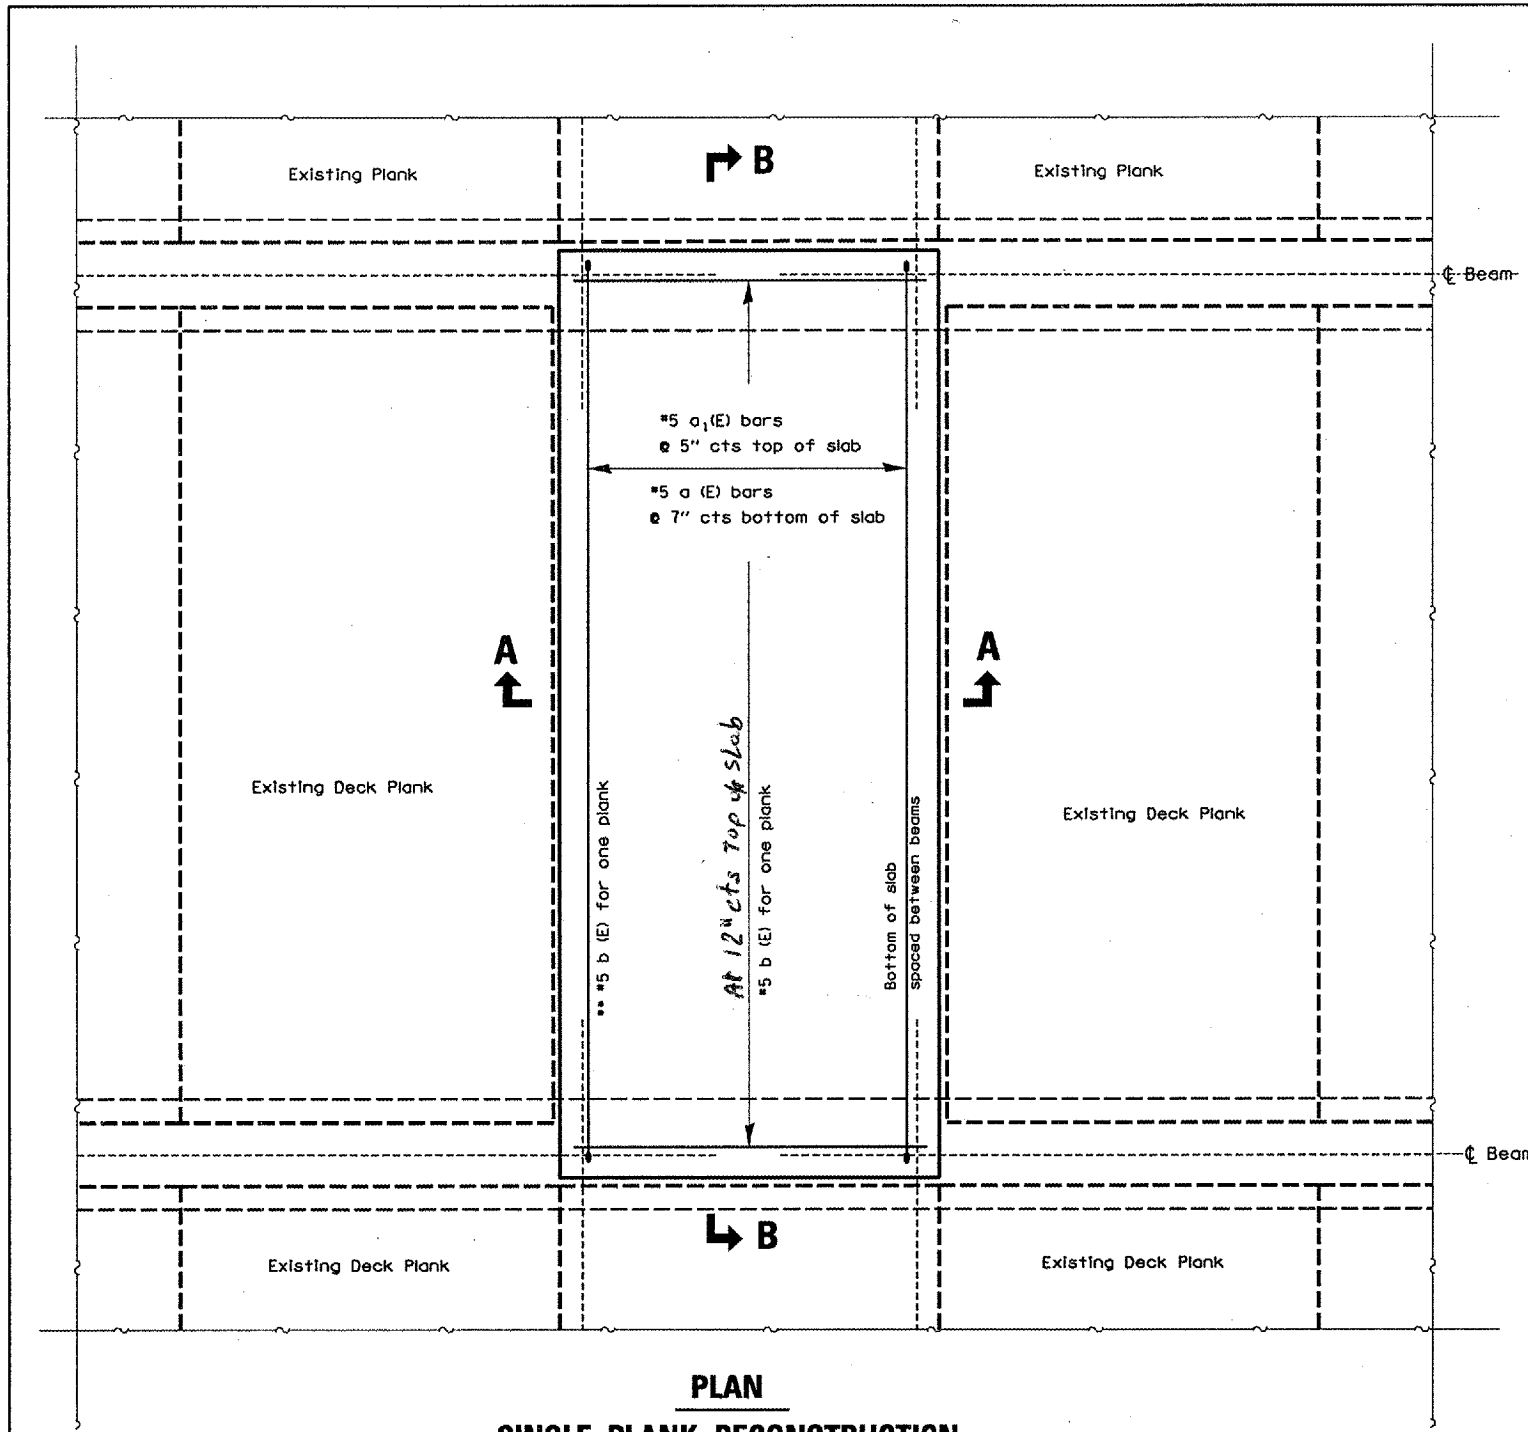 B
Existing Plank
Existing Plank
℄ Beam
#5 a₁(E) bars
@ 5" cts top of slab
#5 a (E) bars
@ 7" cts bottom of slab
A
A
Existing Deck Plank
Existing Deck Plank
** #5 b (E) for one plank
At 12" cts Top of Slab
#5 b (E) for one plank
Bottom of slab
spaced between beams
℄ Beam
B
Existing Deck Plank
Existing Deck Plank
PLAN